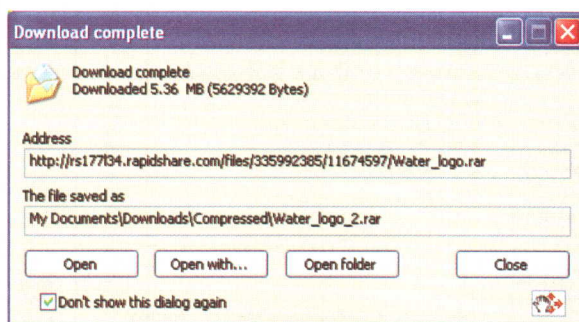 Download complete
Download complete
Downloaded 5.36 MB (5629392 Bytes)
Address
http://rs177l34.rapidshare.com/files/335992385/11674597/Water_logo.rar
The file saved as
My Documents\Downloads\Compressed\Water_logo_2.rar
Open Open with... Open folder Close
Don't show this dialog again